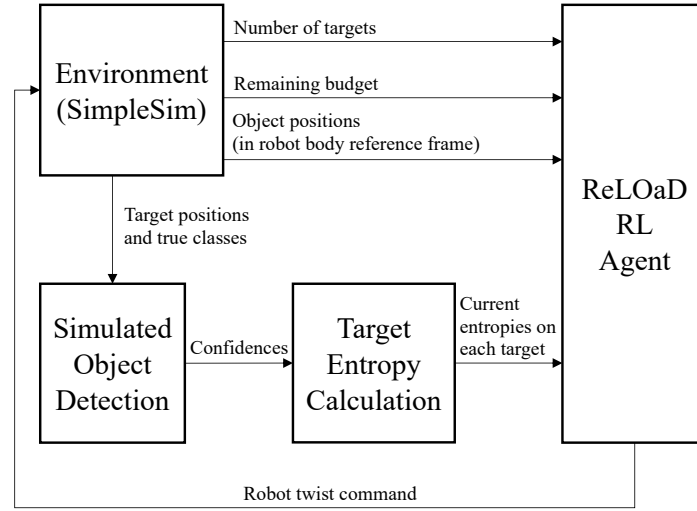 Number of targets
Environment
(SimpleSim)
Remaining budget
Object positions
(in robot body reference frame)
ReLOaD
RL
Agent
Target positions
and true classes
Simulated
Object
Detection
Confidences
Target
Entropy
Calculation
Current
entropies on
each target
Robot twist command